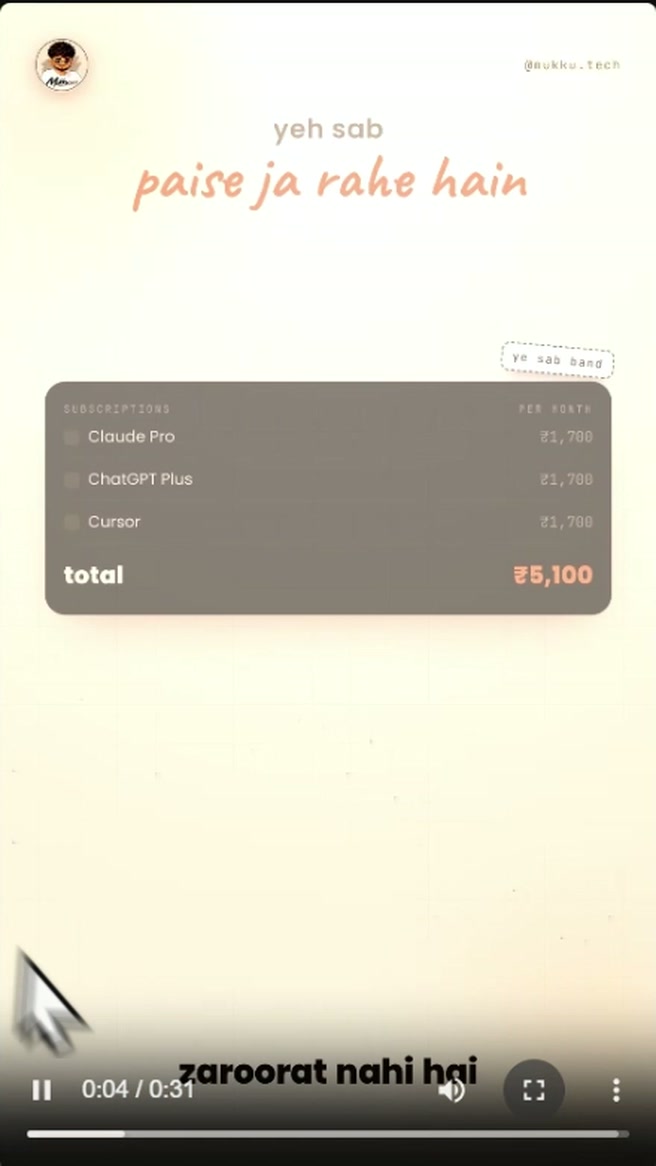 @mukku.tech
yeh sab
paise ja rahe hain
ye sab band
SUBSCRIPTIONS PER MONTH
Claude Pro ₹1,700
ChatGPT Plus ₹1,700
Cursor ₹1,700
total ₹5,100
zaroorat nahi hai
0:04 / 0:31